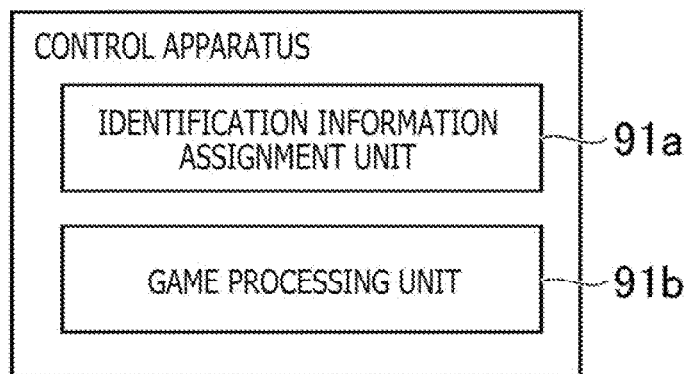 CONTROL APPARATUS
IDENTIFICATION INFORMATION
ASSIGNMENT UNIT
91a
GAME PROCESSING UNIT
91b